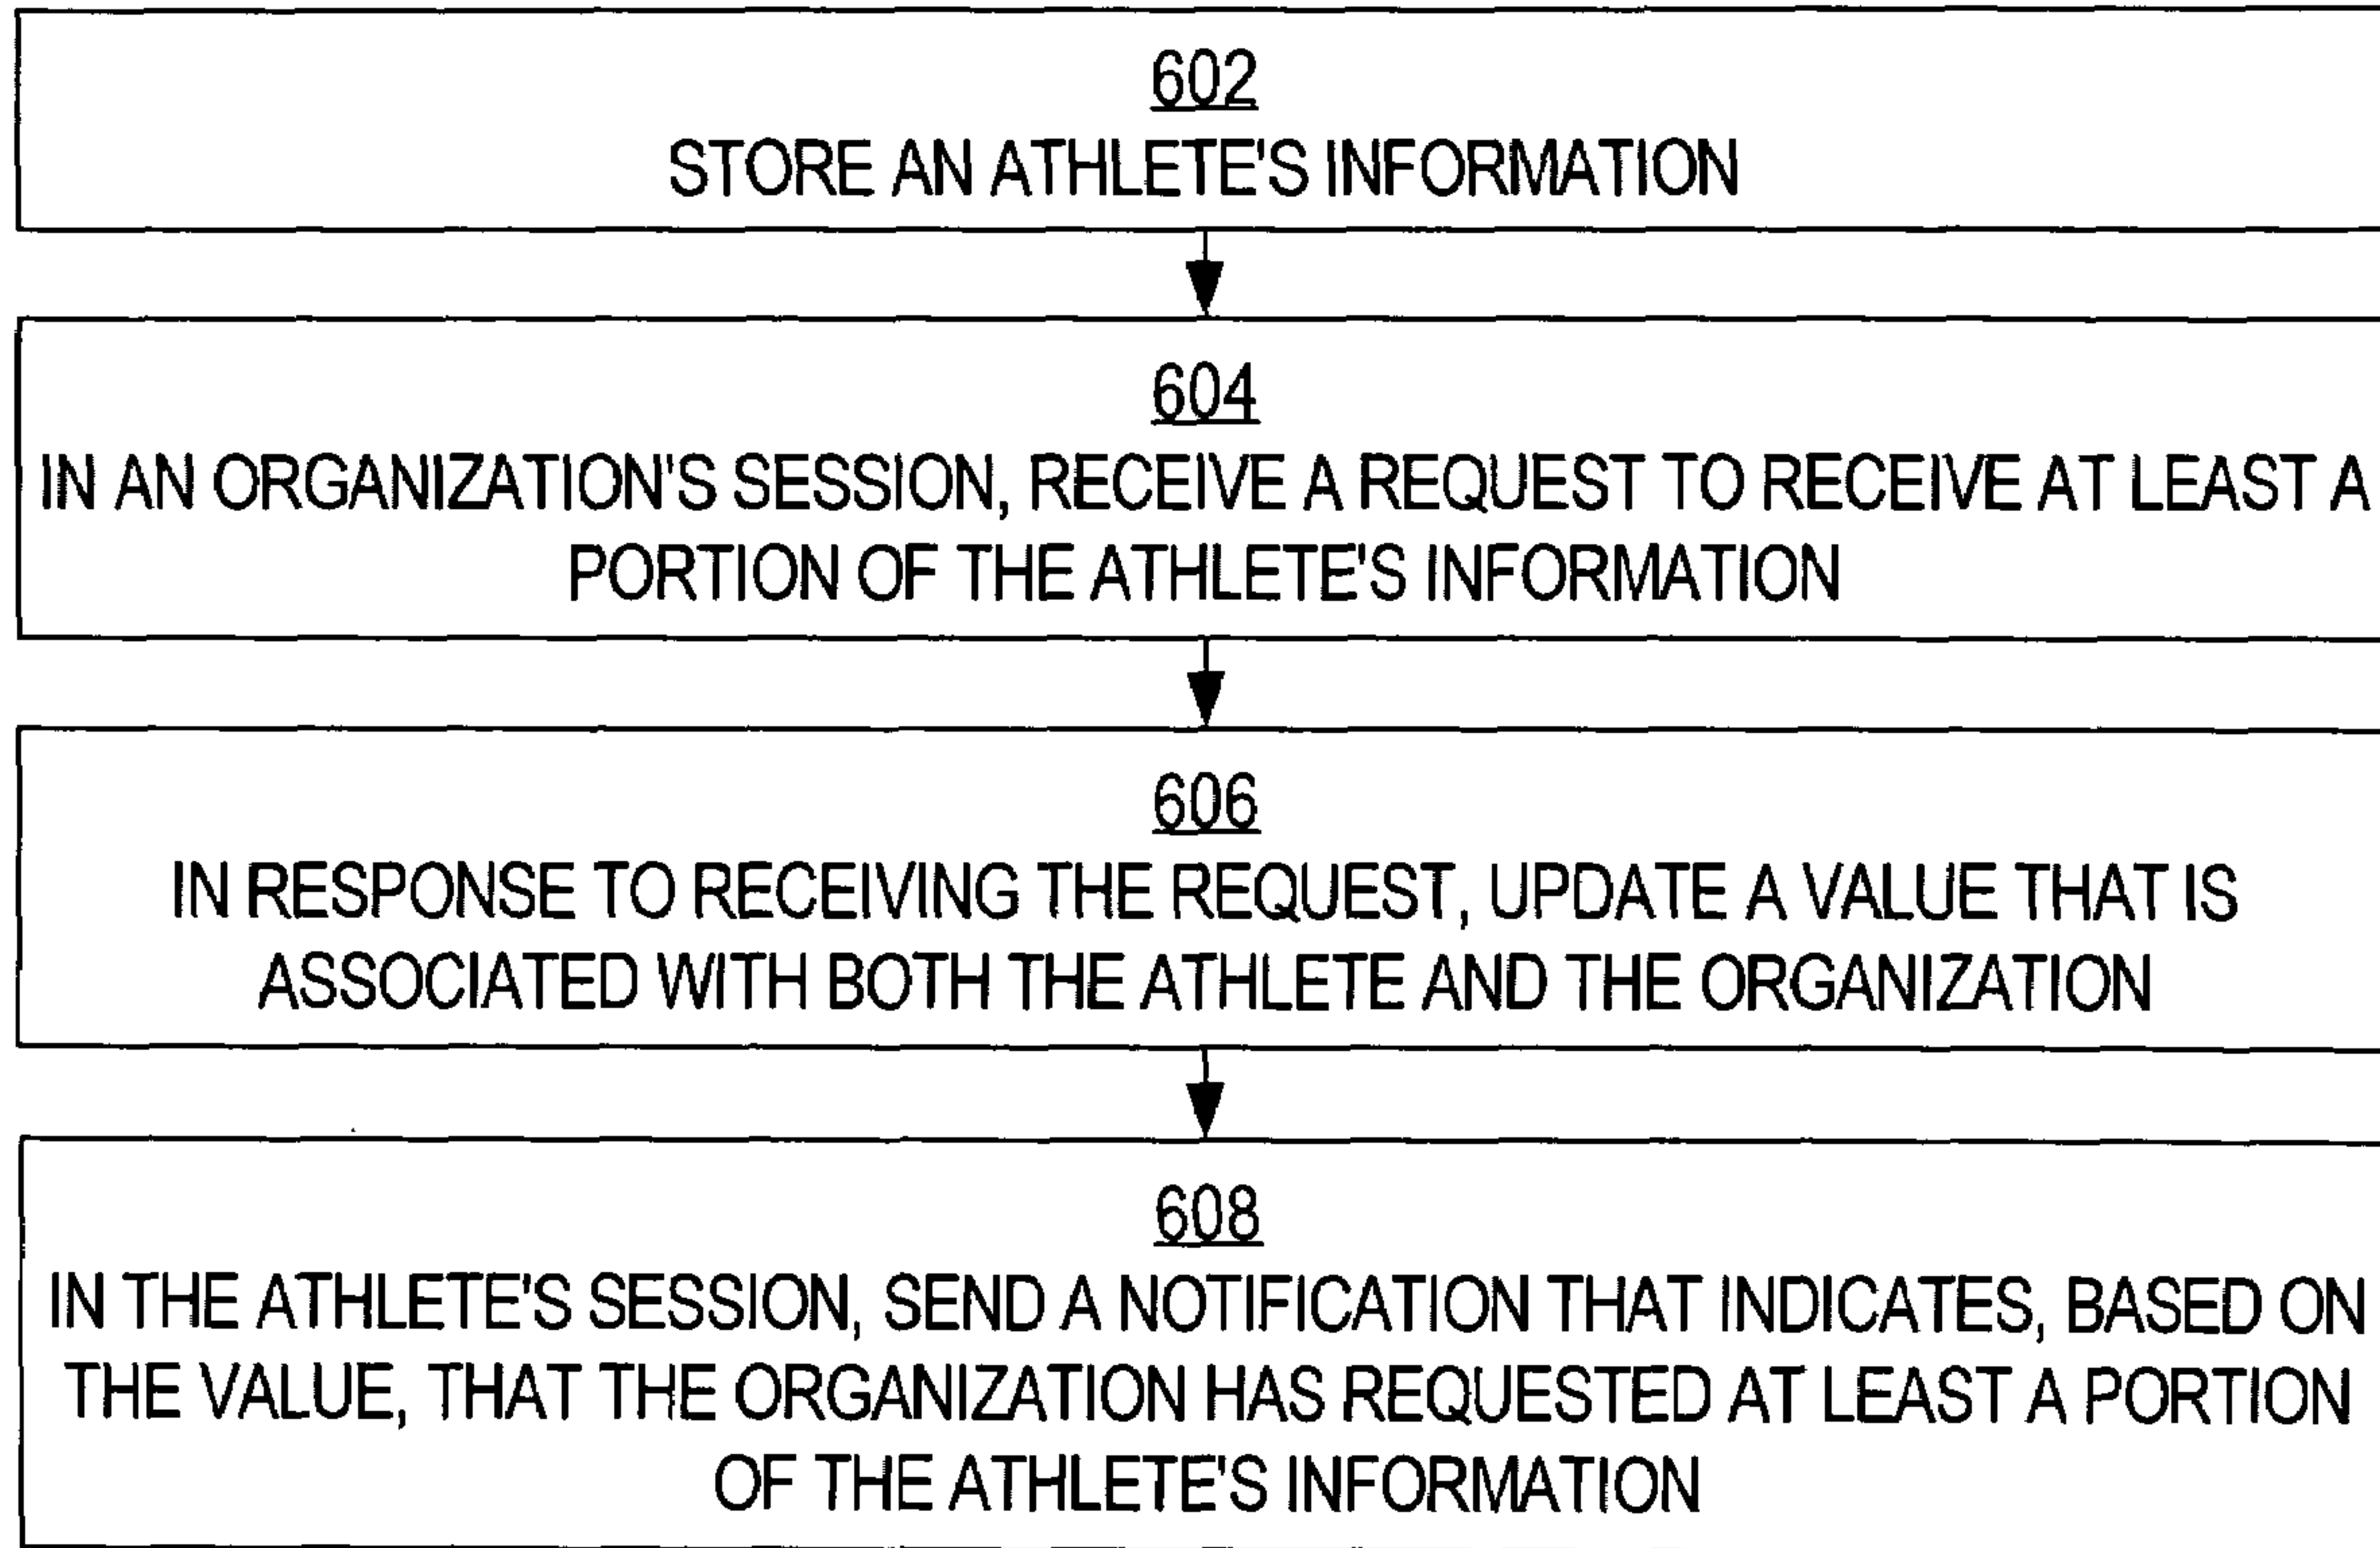 602
STORE AN ATHLETE'S INFORMATION
604
IN AN ORGANIZATION'S SESSION, RECEIVE A REQUEST TO RECEIVE AT LEAST A
PORTION OF THE ATHLETE'S INFORMATION
606
IN RESPONSE TO RECEIVING THE REQUEST, UPDATE A VALUE THAT IS
ASSOCIATED WITH BOTH THE ATHLETE AND THE ORGANIZATION
608
IN THE ATHLETE'S SESSION, SEND A NOTIFICATION THAT INDICATES, BASED ON
THE VALUE, THAT THE ORGANIZATION HAS REQUESTED AT LEAST A PORTION
OF THE ATHLETE'S INFORMATION